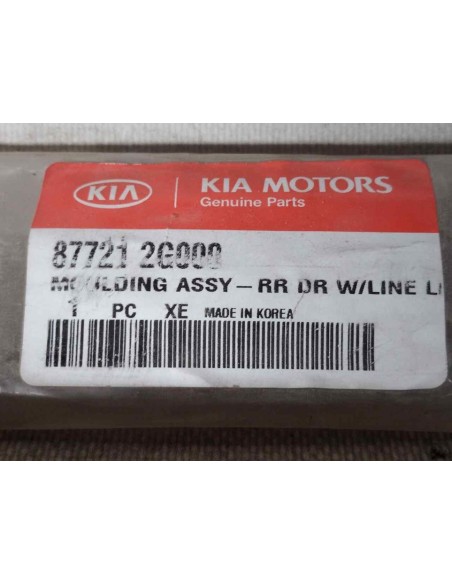 KIA
KIA MOTORS
Genuine Parts
87721 2G000
MOULDING ASSY-RR DR W/LINE L
1 PC XE MADE IN KOREA